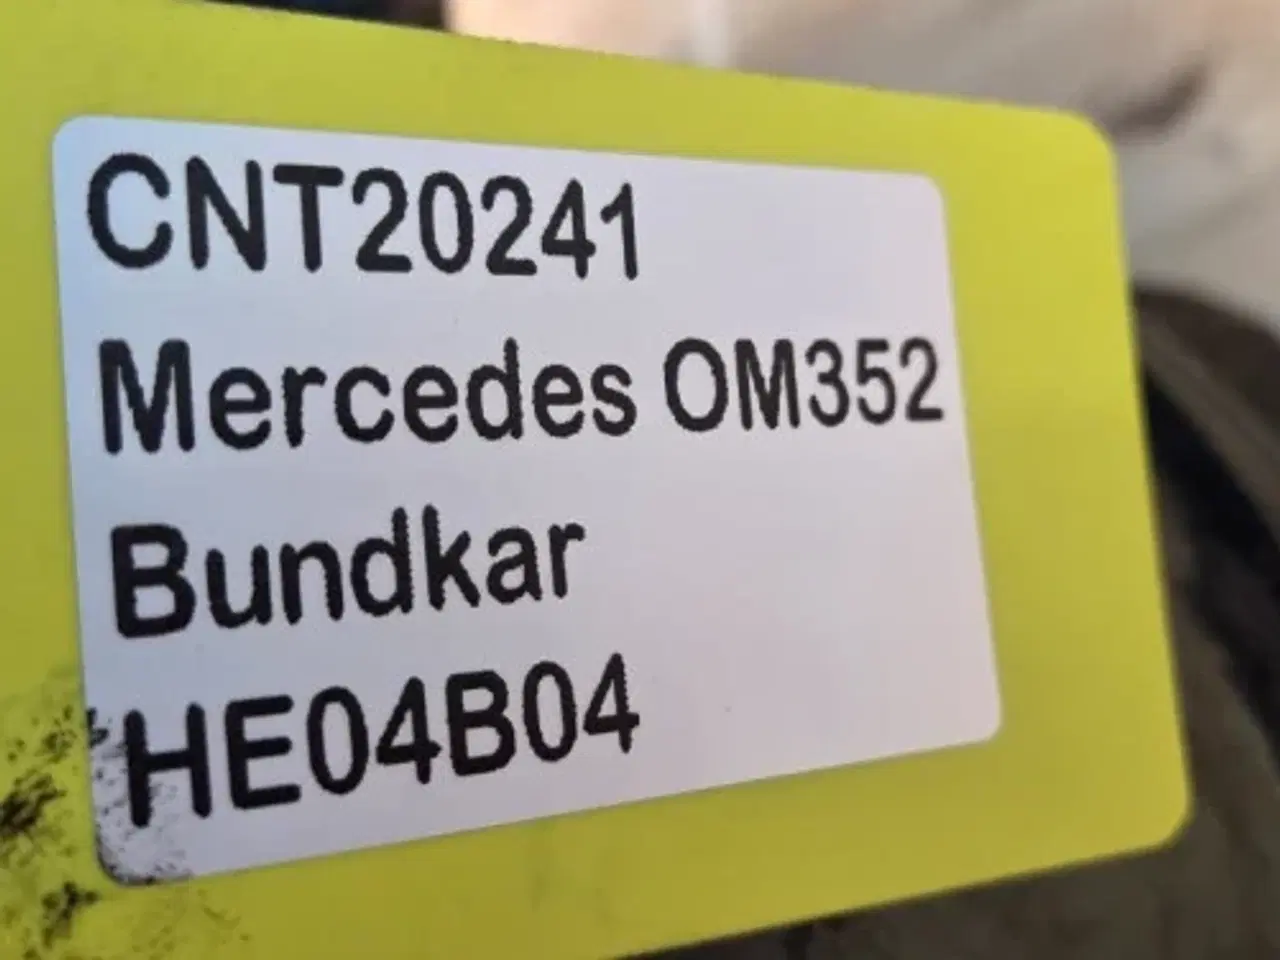 CNT20241
Mercedes OM352
Bundkar
HE04B04